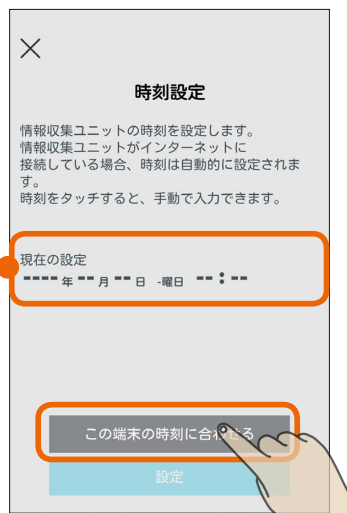 時刻設定
情報収集ユニットの時刻を設定します。
情報収集ユニットがインターネットに
接続している場合、時刻は自動的に設定されま
す。
時刻をタッチすると、手動で入力できます。
現在の設定
----年--月--日 -曜日 --:--
この端末の時刻に合わせる
設定